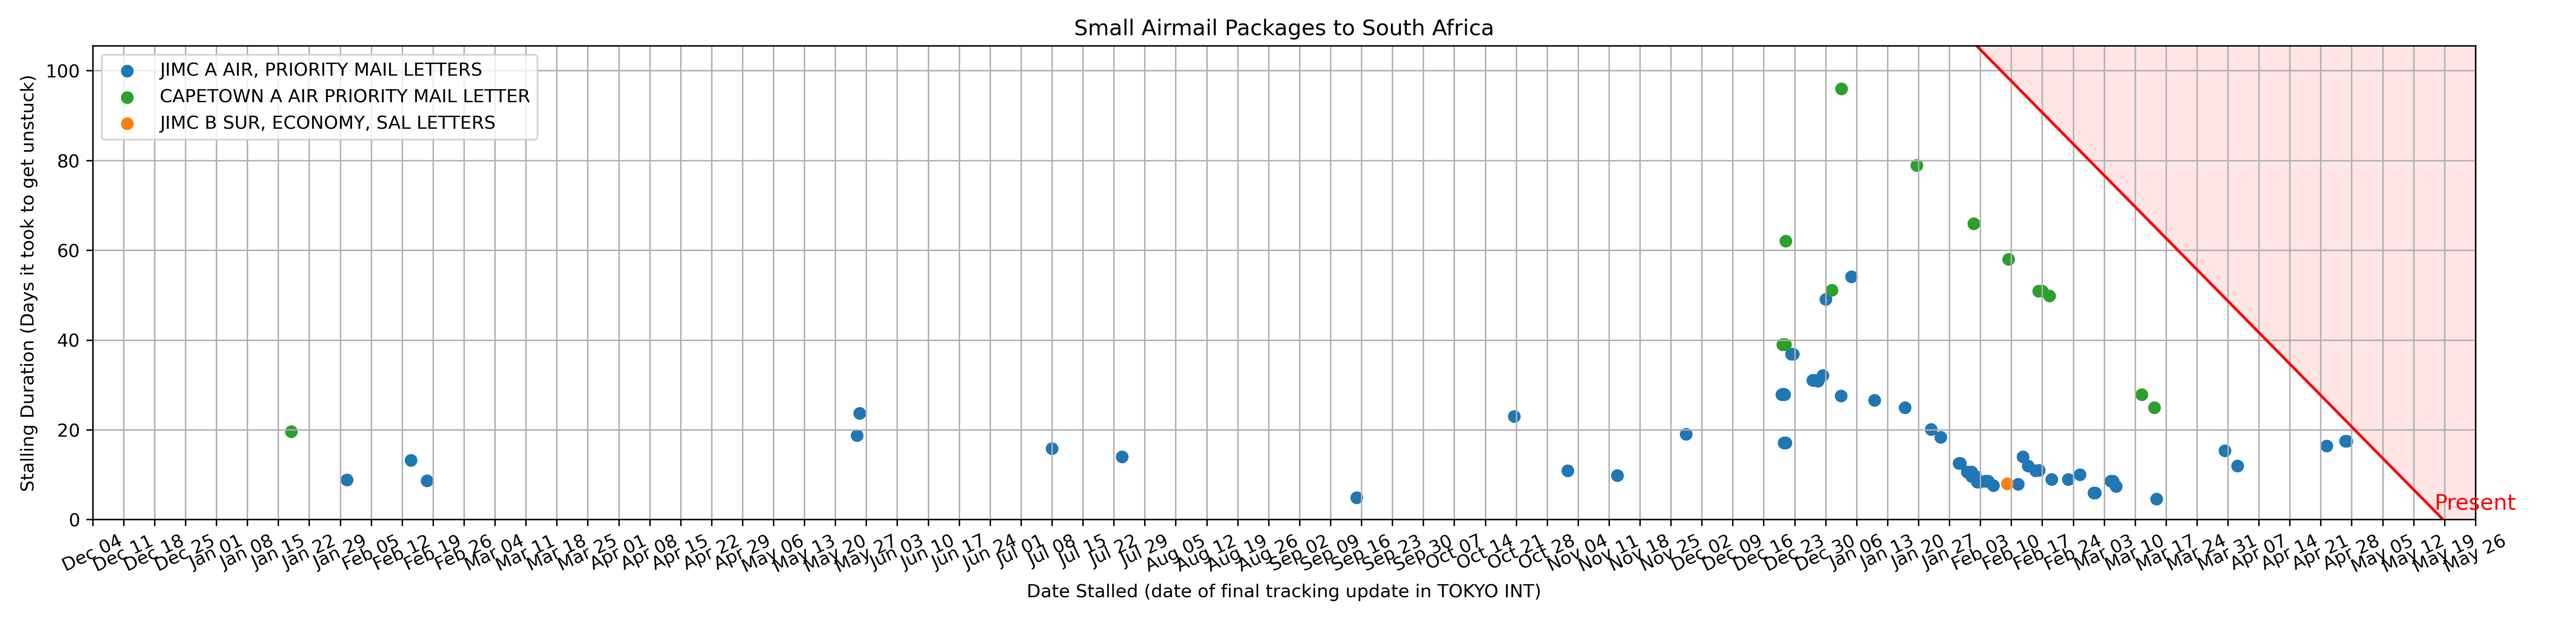 Small Airmail Packages to South Africa
JIMC A AIR, PRIORITY MAIL LETTERS
CAPETOWN A AIR PRIORITY MAIL LETTER
JIMC B SUR, ECONOMY, SAL LETTERS
Stalling Duration (Days it took to get unstuck)
100
80
60
40
20
0
Present
Dec 04 Dec 11 Dec 18 Dec 25 Jan 01 Jan 08 Jan 15 Jan 22 Jan 29 Feb 05 Feb 12 Feb 19 Feb 26 Mar 04 Mar 11 Mar 18 Mar 25 Apr 01 Apr 08 Apr 15 Apr 22 Apr 29 May 06 May 13 May 20 May 27 Jun 03 Jun 10 Jun 17 Jun 24 Jul 01 Jul 08 Jul 15 Jul 22 Jul 29 Aug 05 Aug 12 Aug 19 Aug 26 Sep 02 Sep 09 Sep 16 Sep 23 Sep 30 Oct 07 Oct 14 Oct 21 Oct 28 Nov 04 Nov 11 Nov 18 Nov 25 Dec 02 Dec 09 Dec 16 Dec 23 Dec 30 Jan 06 Jan 13 Jan 20 Jan 27 Feb 03 Feb 10 Feb 17 Feb 24 Mar 03 Mar 10 Mar 17 Mar 24 Mar 31 Apr 07 Apr 14 Apr 21 Apr 28 May 05 May 12 May 19 May 26
Date Stalled (date of final tracking update in TOKYO INT)